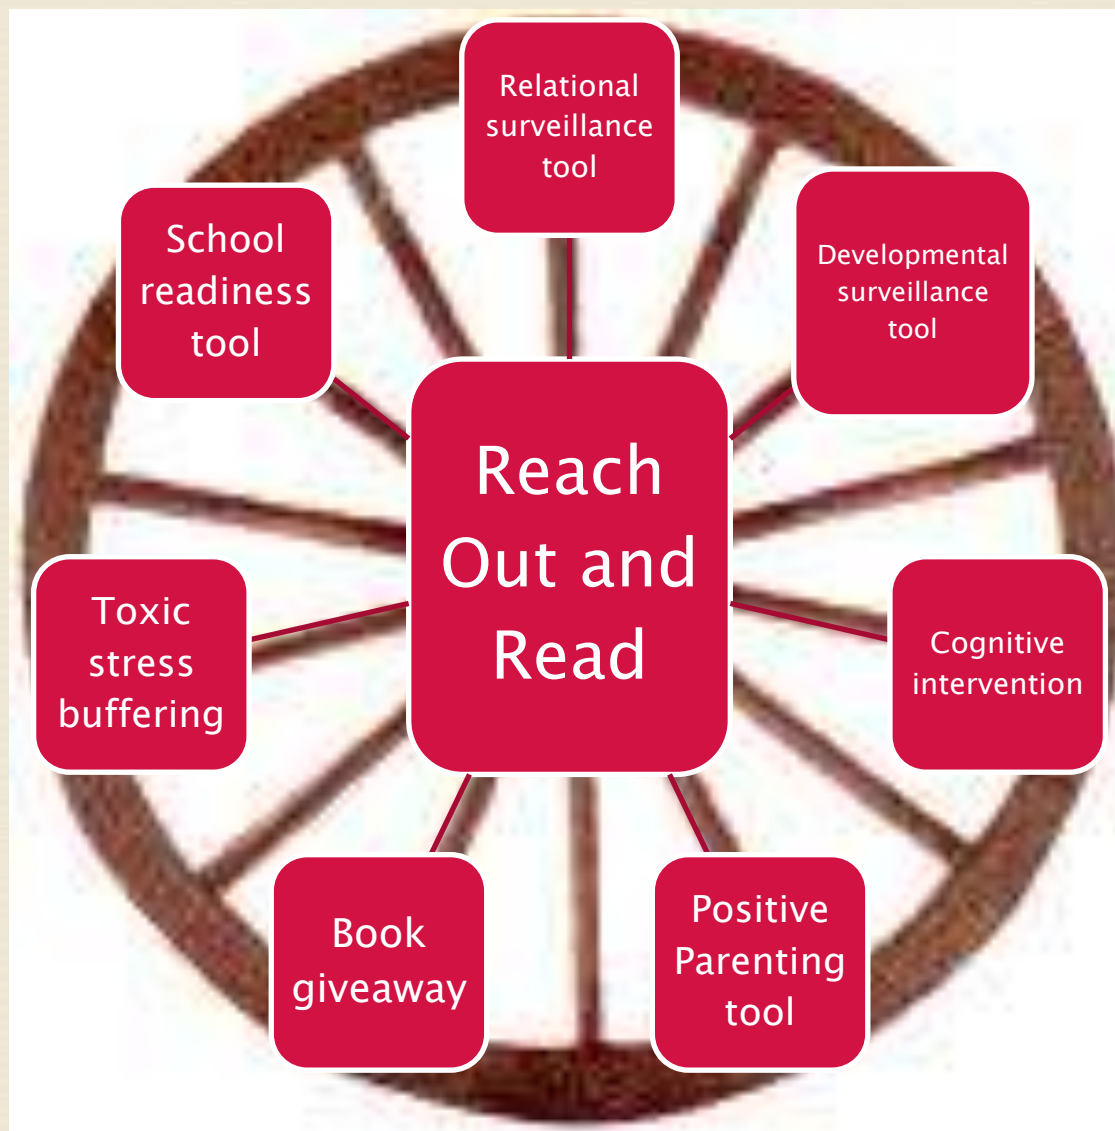 Relational
surveillance
tool
Developmental
surveillance
tool
Cognitive
intervention
Positive
Parenting
tool
Book
giveaway
Toxic
stress
buffering
School
readiness
tool
Reach
Out and
Read